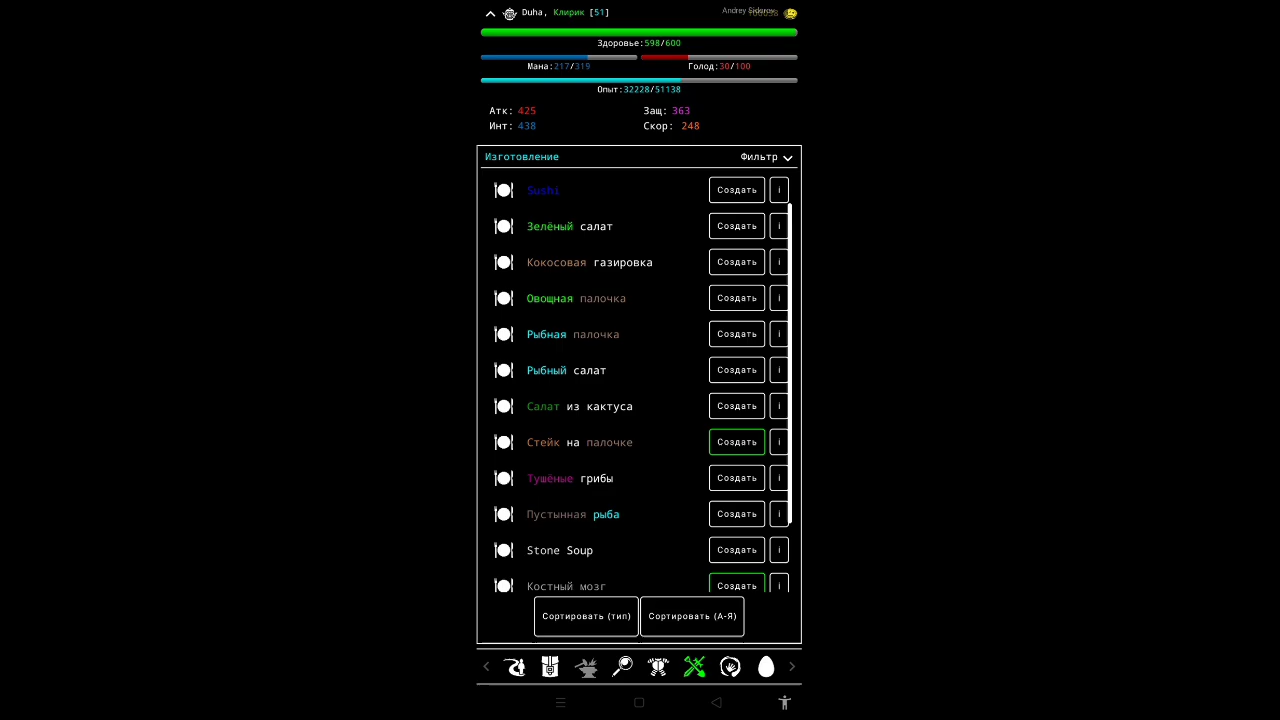 Duha, Клирик [51]
Andrey Sidorov
Здоровье:598/600
Мана:217/319 Голод:30/100
Опыт:32228/51138
Атк: 425 Защ: 363
Инт: 438 Скор: 248
Изготовление Фильтр
Sushi Создать i
Зелёный салат Создать i
Кокосовая газировка Создать i
Овощная палочка Создать i
Рыбная палочка Создать i
Рыбный салат Создать i
Салат из кактуса Создать i
Стейк на палочке Создать i
Тушёные грибы Создать i
Пустынная рыба Создать i
Stone Soup Создать i
Костный мозг Создать i
Сортировать (тип) Сортировать (А-Я)